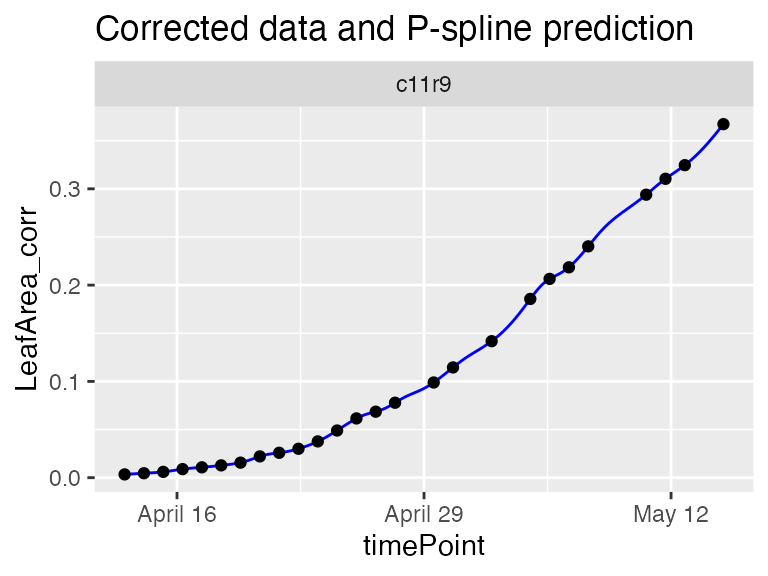 Corrected data and P-spline prediction
c11r9
LeafArea_corr
0.3
0.2
0.1
0.0
April 16
April 29
May 12
timePoint